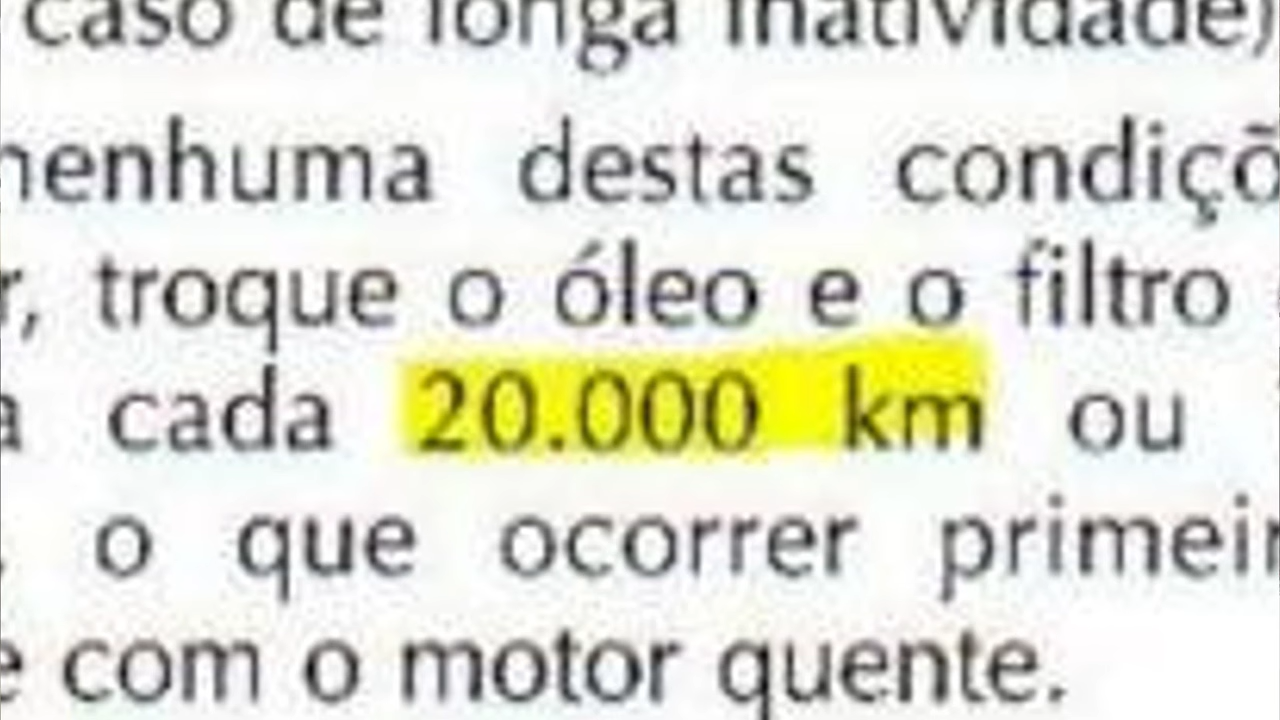 caso de longa inatividade)
nenhuma destas condiçõ
r, troque o óleo e o filtro
a cada 20.000 km ou
o que ocorrer primeir
e com o motor quente.